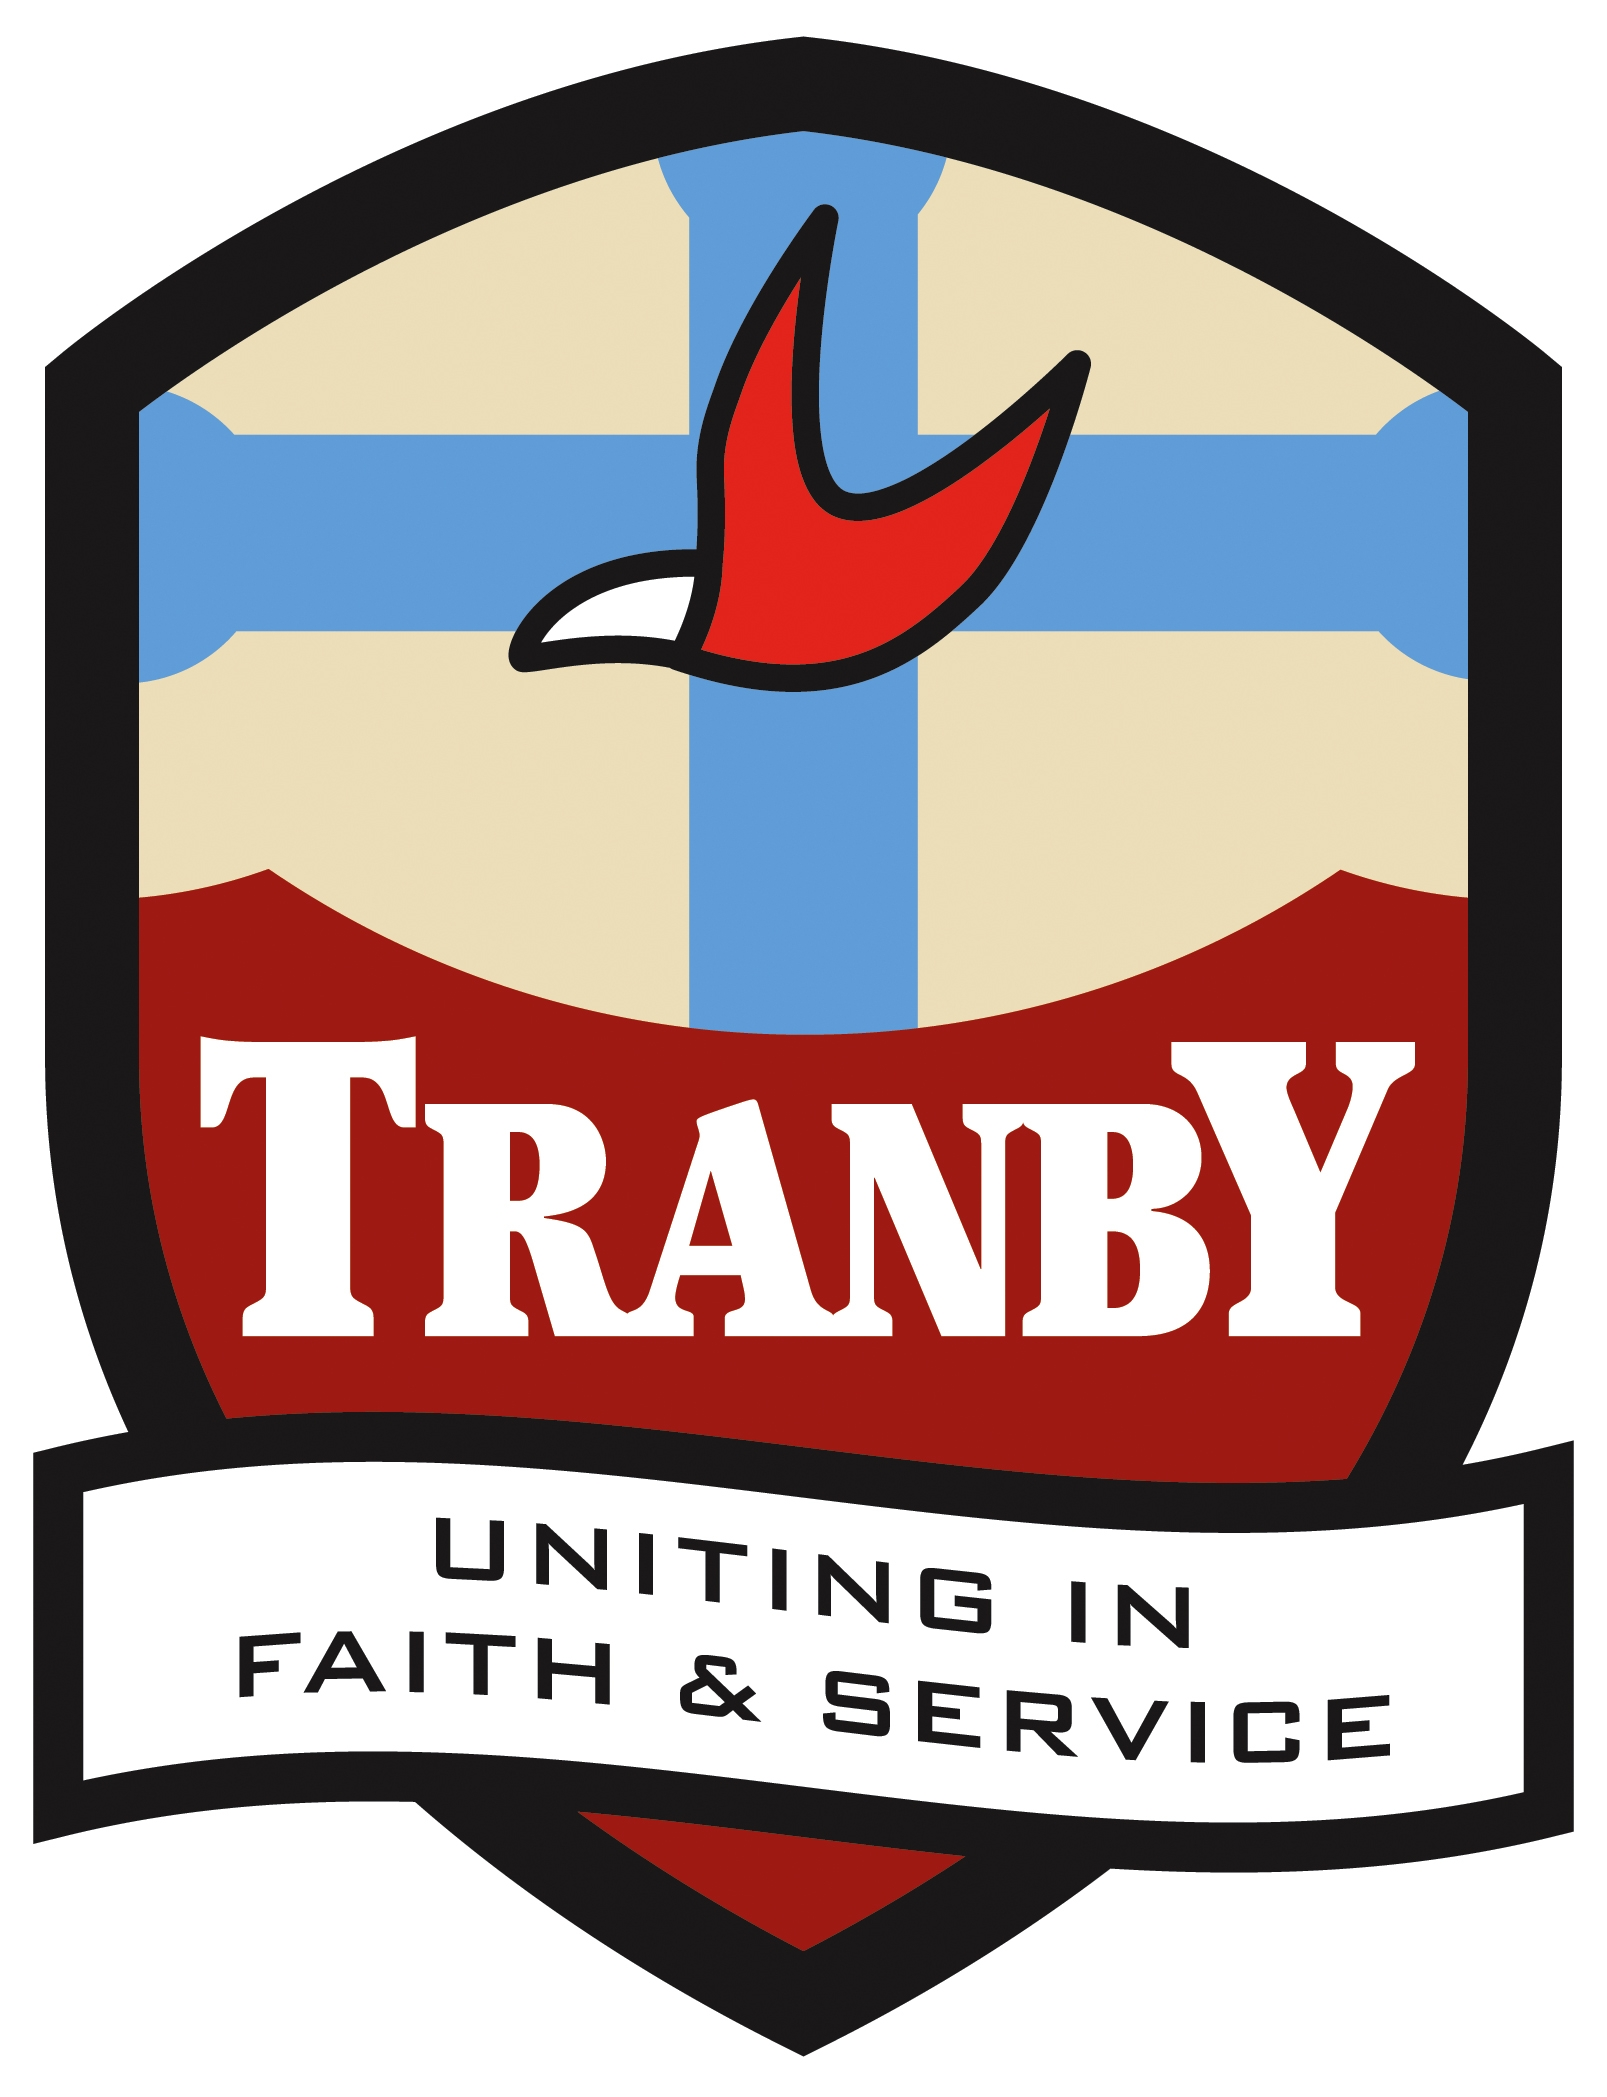 TRANBY
UNITING IN
FAITH & SERVICE